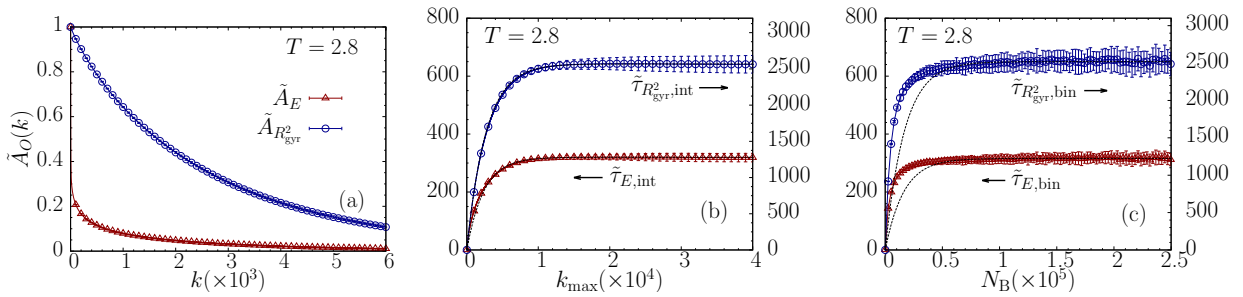 1
0.8
0.6
0.4
0.2
0
0 1 2 3 4 5 6
Ã_O(k)
k(×10³)
T = 2.8
Ã_E
Ã_{R²_gyr}
(a)
800
600
400
200
0
0 1 2 3 4
k_max(×10⁴)
3000
2500
2000
1500
1000
500
0
T = 2.8
τ̃_{R²_gyr,int} →
← τ̃_{E,int}
(b)
800
600
400
200
0
0 0.5 1 1.5 2 2.5
N_B(×10⁵)
3000
2500
2000
1500
1000
500
0
T = 2.8
τ̃_{R²_gyr,bin} →
← τ̃_{E,bin}
(c)